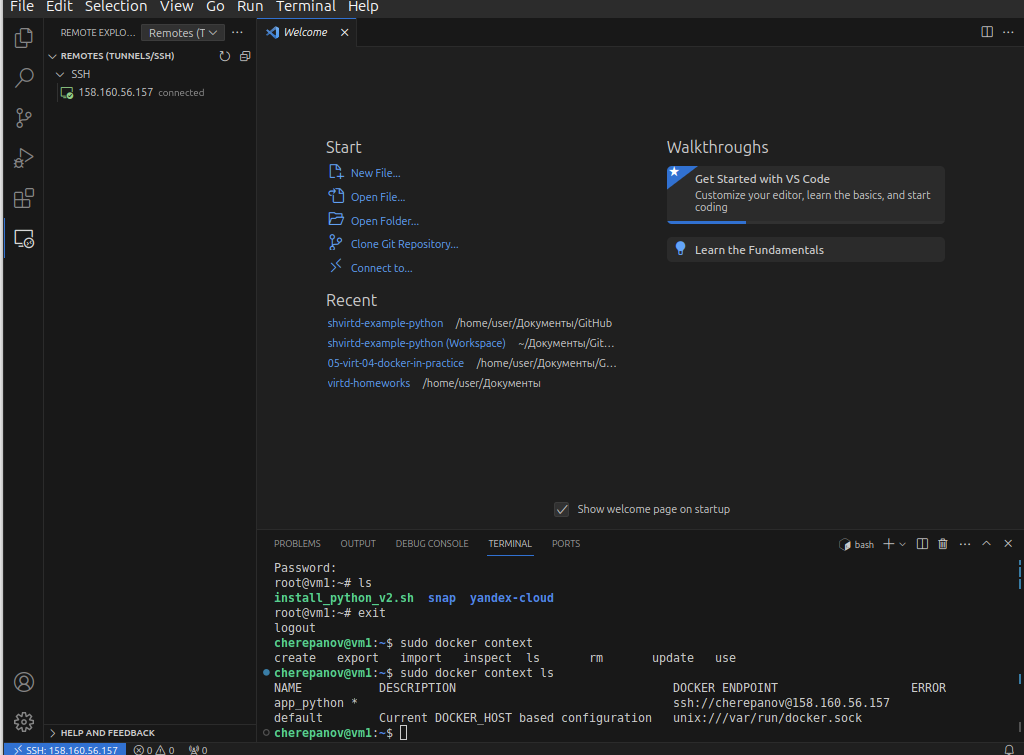 File Edit Selection View Go Run Terminal Help
REMOTE EXPLO... Remotes (T
REMOTES (TUNNELS/SSH)
SSH
158.160.56.157 connected
Welcome
Start
New File...
Open File...
Open Folder...
Clone Git Repository...
Connect to...
Recent
shvirtd-example-python /home/user/Документы/GitHub
shvirtd-example-python (Workspace) ~/Документы/Git...
05-virt-04-docker-in-practice /home/user/Документы/G...
virtd-homeworks /home/user/Документы
Walkthroughs
Get Started with VS Code
Customize your editor, learn the basics, and start
coding
Learn the Fundamentals
Show welcome page on startup
PROBLEMS OUTPUT DEBUG CONSOLE TERMINAL PORTS
bash
Password:
root@vm1:~# ls
install_python_v2.sh snap yandex-cloud
root@vm1:~# exit
logout
cherepanov@vm1:~$ sudo docker context
create export import inspect ls rm update use
cherepanov@vm1:~$ sudo docker context ls
NAME DESCRIPTION DOCKER ENDPOINT ERROR
app_python * ssh://cherepanov@158.160.56.157
default Current DOCKER_HOST based configuration unix:///var/run/docker.sock
cherepanov@vm1:~$
HELP AND FEEDBACK
SSH: 158.160.56.157 0 0 0